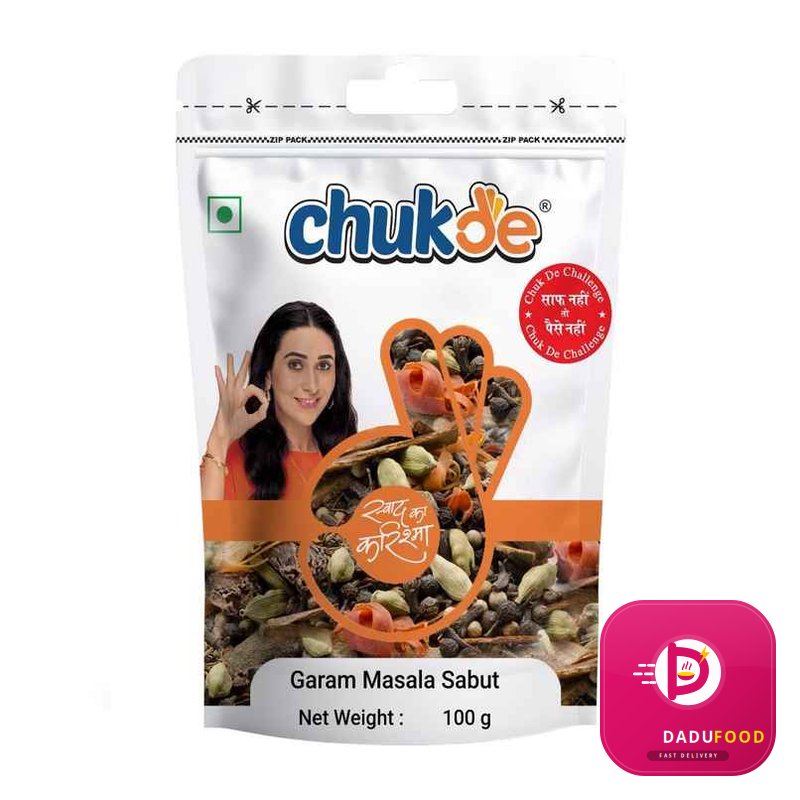 ZIP PACK
ZIP PACK
chukde®
Chuk De Challenge
साफ नहीं
तो
पैसे नहीं
Chuk De Challenge
स्वाद का
करिश्मा
Garam Masala Sabut
Net Weight : 100 g
DADUFOOD
FAST DELIVERY